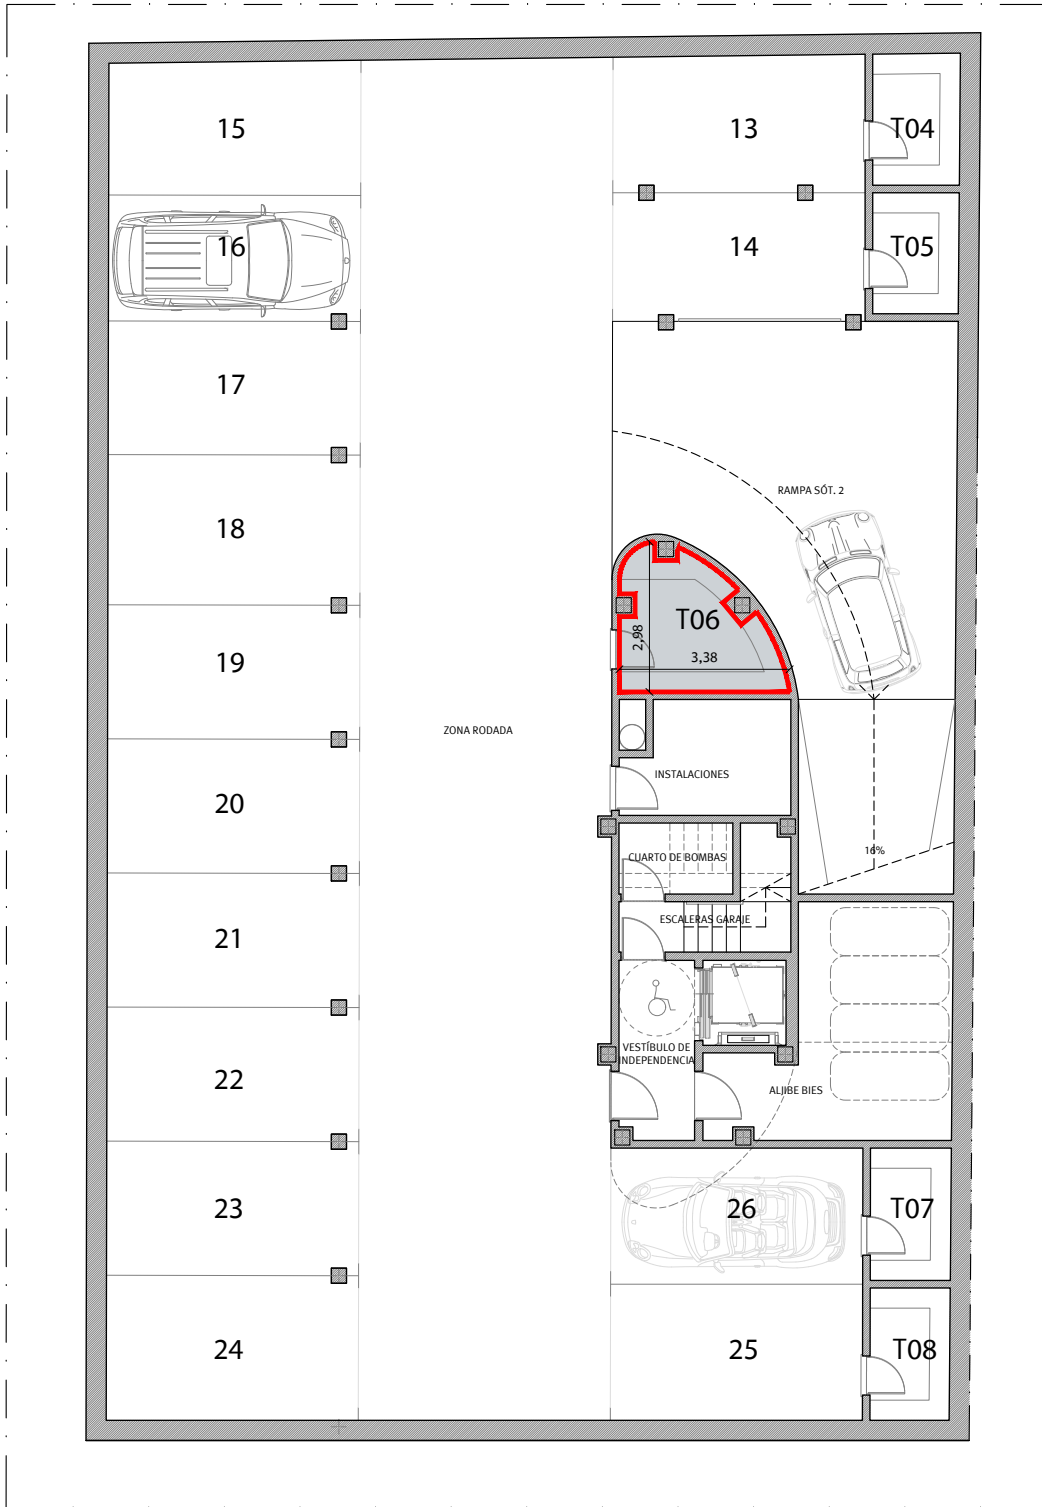 15
13
T04
16
14
T05
17
RAMPA SÓT. 2
18
T06
2,98
3,38
19
ZONA RODADA
INSTALACIONES
20
CUARTO DE BOMBAS
16%
ESCALERAS GARAJE
21
VESTÍBULO DE
INDEPENDENCIA
22
ALJIBE BIES
23
26
T07
24
25
T08